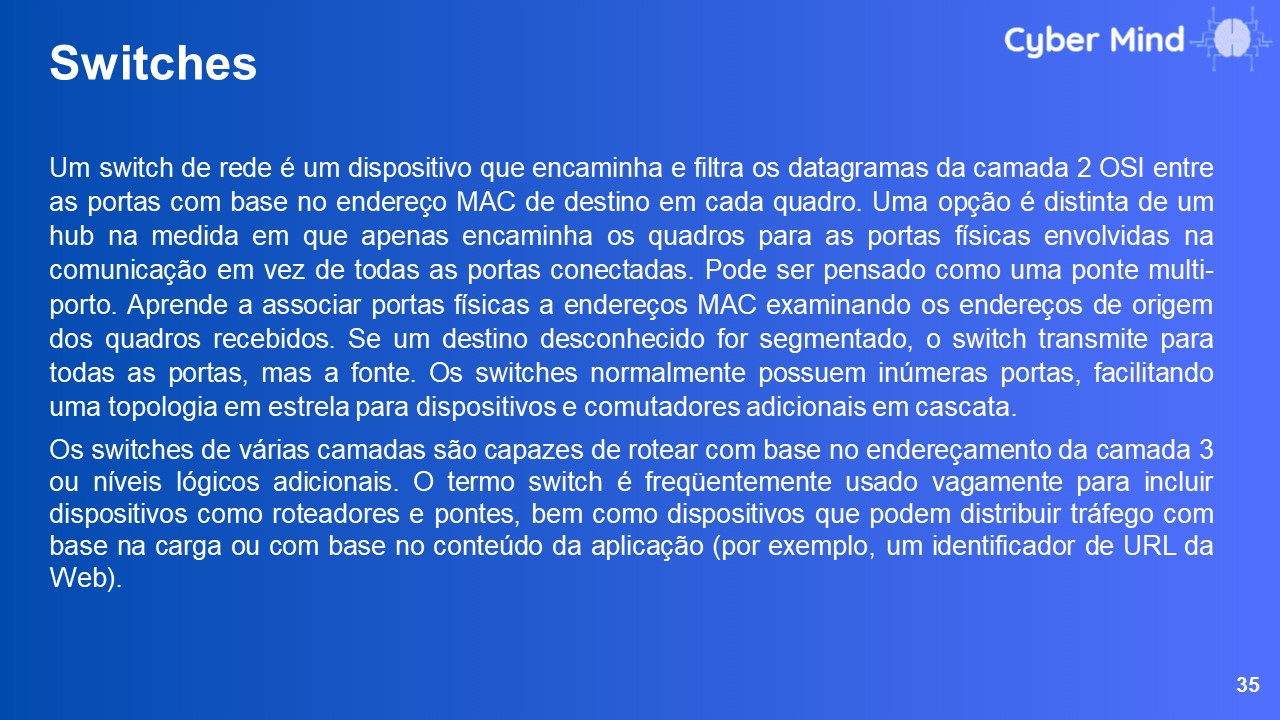 Cyber Mind
Switches
Um switch de rede é um dispositivo que encaminha e filtra os datagramas da camada 2 OSI entre
as portas com base no endereço MAC de destino em cada quadro. Uma opção é distinta de um
hub na medida em que apenas encaminha os quadros para as portas físicas envolvidas na
comunicação em vez de todas as portas conectadas. Pode ser pensado como uma ponte multi-
porto. Aprende a associar portas físicas a endereços MAC examinando os endereços de origem
dos quadros recebidos. Se um destino desconhecido for segmentado, o switch transmite para
todas as portas, mas a fonte. Os switches normalmente possuem inúmeras portas, facilitando
uma topologia em estrela para dispositivos e comutadores adicionais em cascata.
Os switches de várias camadas são capazes de rotear com base no endereçamento da camada 3
ou níveis lógicos adicionais. O termo switch é freqüentemente usado vagamente para incluir
dispositivos como roteadores e pontes, bem como dispositivos que podem distribuir tráfego com
base na carga ou com base no conteúdo da aplicação (por exemplo, um identificador de URL da
Web).
35